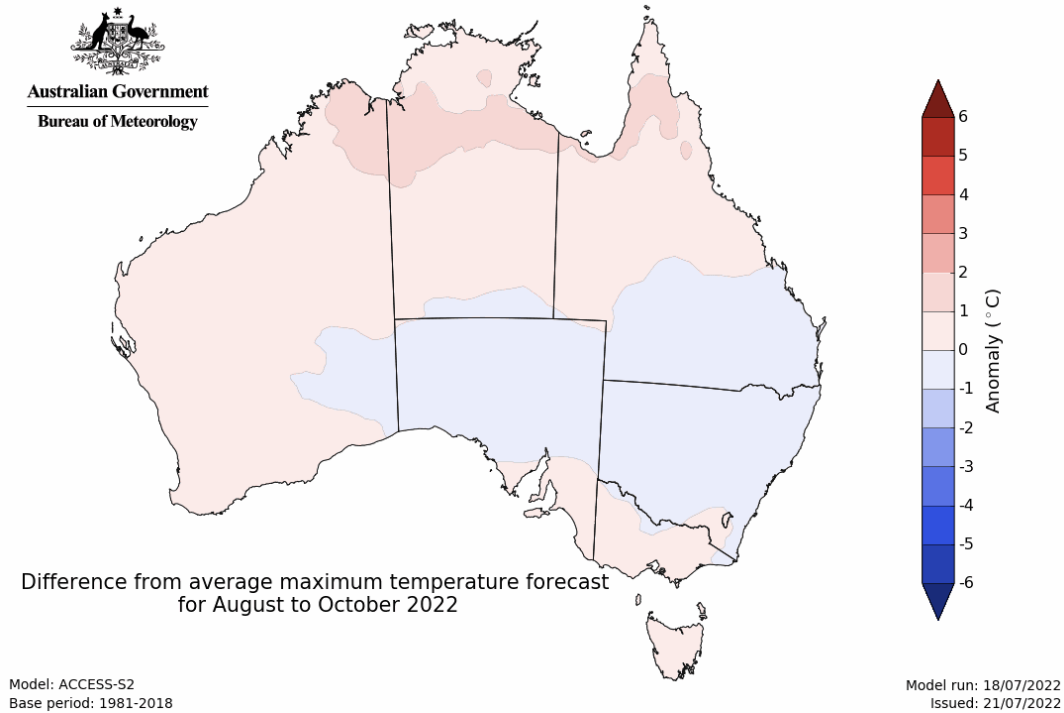 Australian Government
Bureau of Meteorology
6
5
4
3
2
1
0
-1
-2
-3
-4
-5
-6
Anomaly (°C)
Difference from average maximum temperature forecast
for August to October 2022
Model: ACCESS-S2
Base period: 1981-2018
Model run: 18/07/2022
Issued: 21/07/2022